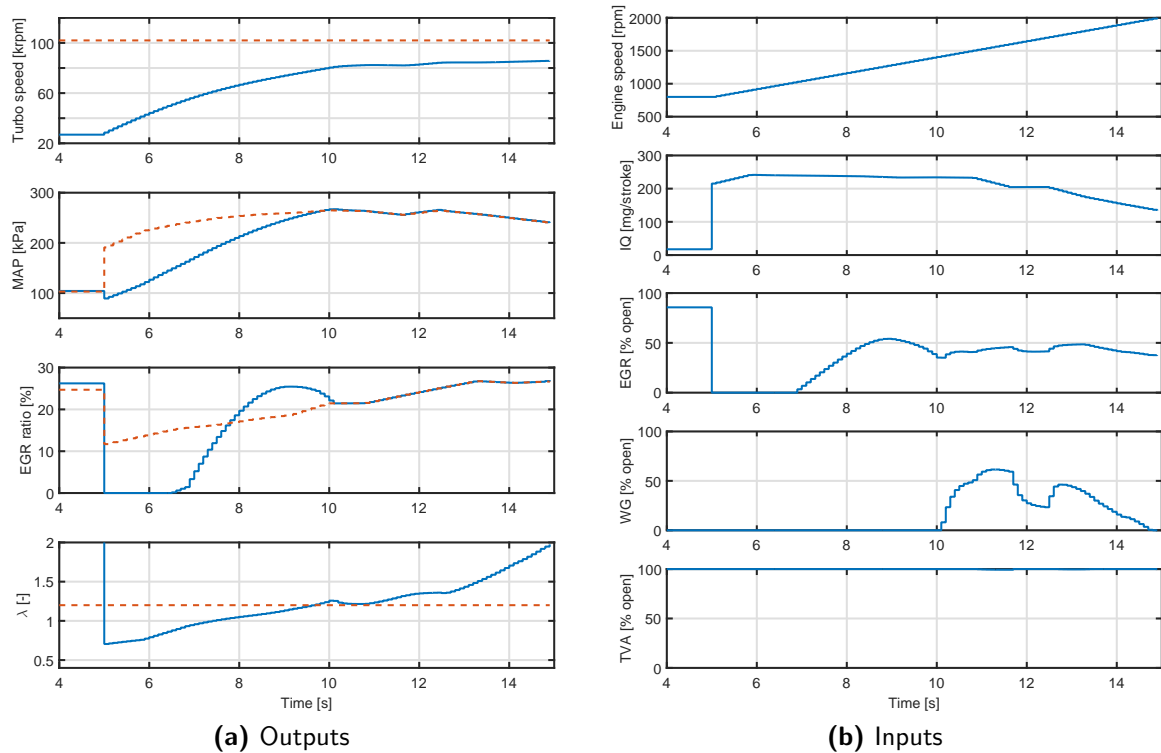 Turbo speed [krpm]
100
60
20
4 6 8 10 12 14
MAP [kPa]
300
200
100
4 6 8 10 12 14
EGR ratio [%]
30
20
10
0
4 6 8 10 12 14
λ [-]
2
1.5
1
0.5
4 6 8 10 12 14
Time [s]
(a) Outputs
Engine speed [rpm]
2000
1500
1000
500
4 6 8 10 12 14
IQ [mg/stroke]
300
200
100
0
4 6 8 10 12 14
EGR [% open]
100
50
0
4 6 8 10 12 14
WG [% open]
100
50
0
4 6 8 10 12 14
TVA [% open]
100
50
0
4 6 8 10 12 14
Time [s]
(b) Inputs